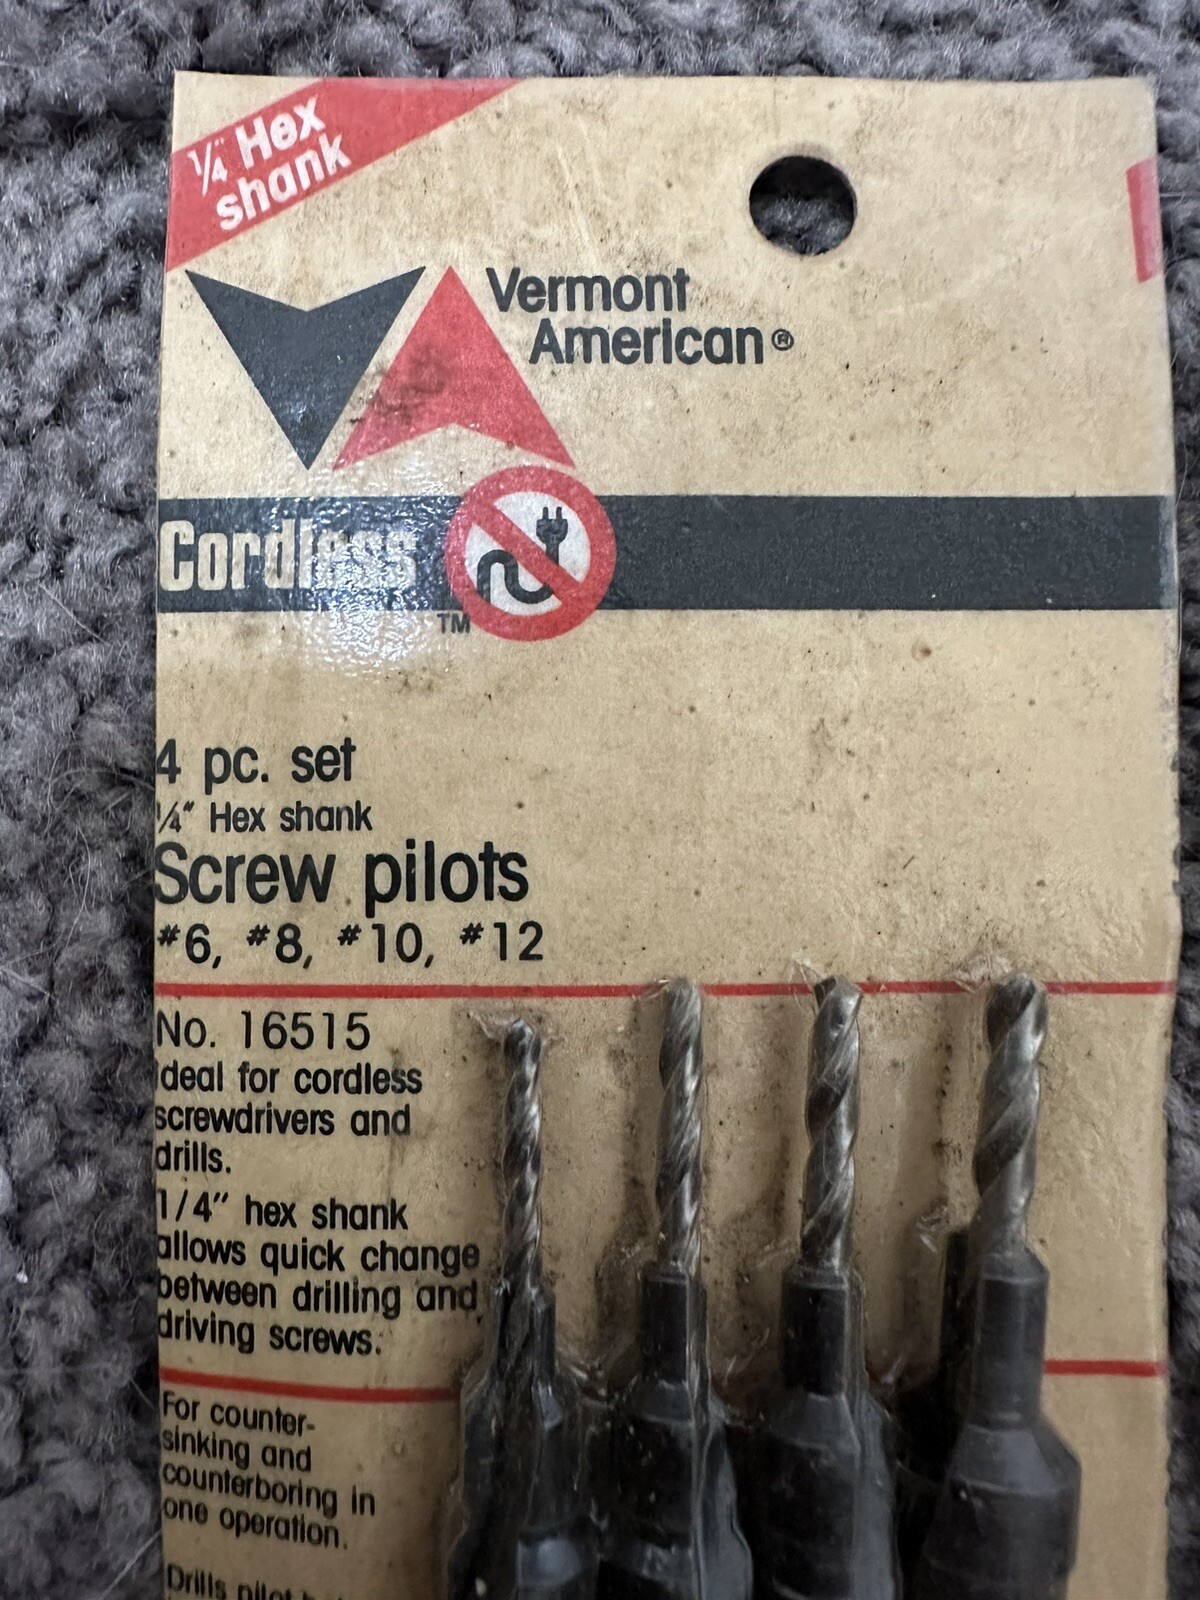 1/4" Hex
shank
Vermont
American®
Cordless
TM
4 pc. set
1/4" Hex shank
Screw pilots
#6, #8, #10, #12
No. 16515
Ideal for cordless
screwdrivers and
drills.
1/4" hex shank
allows quick change
between drilling and
driving screws.
For counter-
sinking and
counterboring in
one operation.
Drills pilot